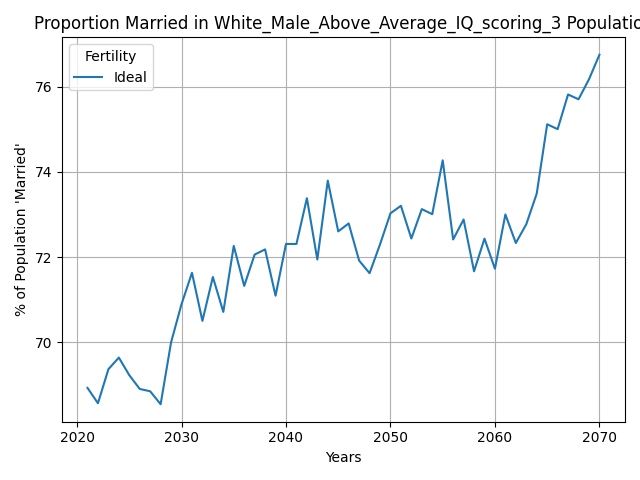 Proportion Married in White_Male_Above_Average_IQ_scoring_3 Populatio
Fertility
Ideal
% of Population 'Married'
76
74
72
70
2020 2030 2040 2050 2060 2070
Years